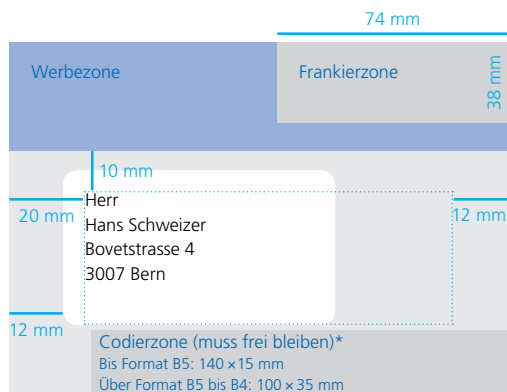 74 mm
Werbezone
Frankierzone
38 mm
10 mm
20 mm
12 mm
Herr
Hans Schweizer
Bovetstrasse 4
3007 Bern
12 mm
Codierzone (muss frei bleiben)*
Bis Format B5: 140 × 15 mm
Über Format B5 bis B4: 100 × 35 mm